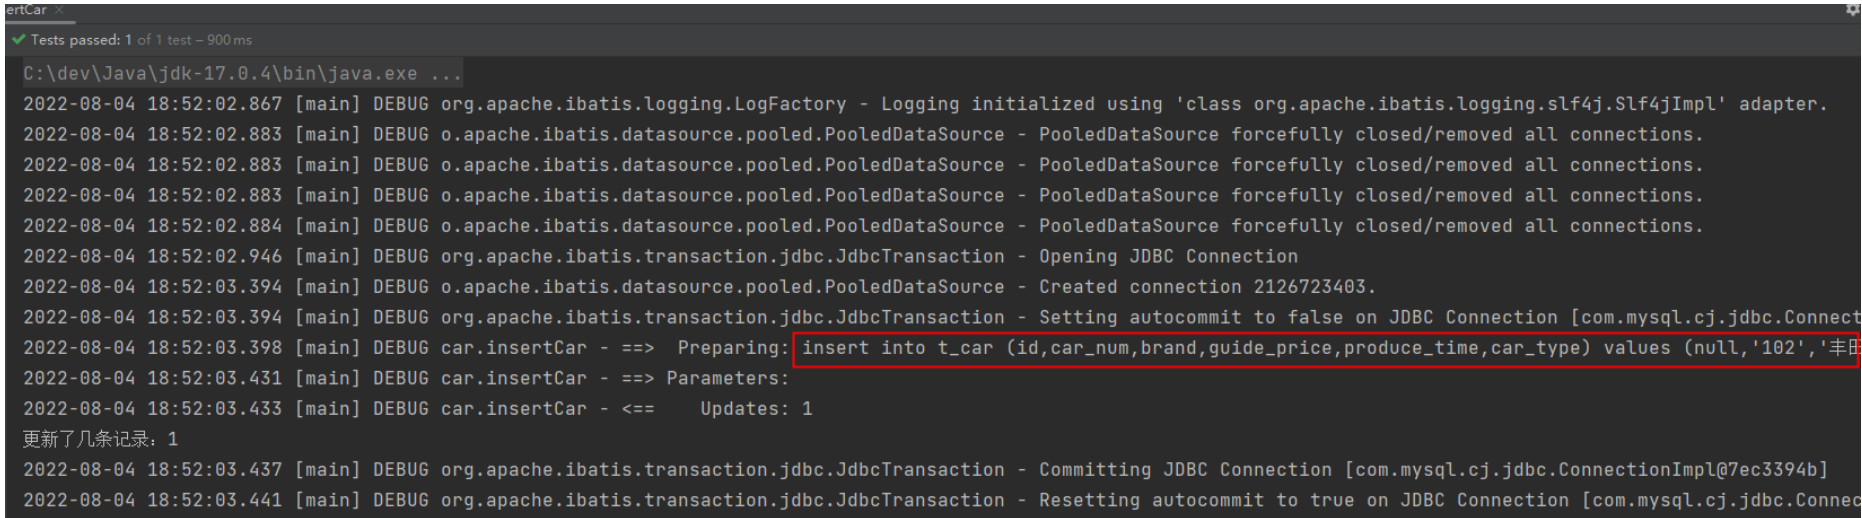 ertCar ×
Tests passed: 1 of 1 test – 900 ms
C:\dev\Java\jdk-17.0.4\bin\java.exe ...
2022-08-04 18:52:02.867 [main] DEBUG org.apache.ibatis.logging.LogFactory - Logging initialized using 'class org.apache.ibatis.logging.slf4j.Slf4jImpl' adapter.
2022-08-04 18:52:02.883 [main] DEBUG o.apache.ibatis.datasource.pooled.PooledDataSource - PooledDataSource forcefully closed/removed all connections.
2022-08-04 18:52:02.883 [main] DEBUG o.apache.ibatis.datasource.pooled.PooledDataSource - PooledDataSource forcefully closed/removed all connections.
2022-08-04 18:52:02.883 [main] DEBUG o.apache.ibatis.datasource.pooled.PooledDataSource - PooledDataSource forcefully closed/removed all connections.
2022-08-04 18:52:02.884 [main] DEBUG o.apache.ibatis.datasource.pooled.PooledDataSource - PooledDataSource forcefully closed/removed all connections.
2022-08-04 18:52:02.946 [main] DEBUG org.apache.ibatis.transaction.jdbc.JdbcTransaction - Opening JDBC Connection
2022-08-04 18:52:03.394 [main] DEBUG o.apache.ibatis.datasource.pooled.PooledDataSource - Created connection 2126723403.
2022-08-04 18:52:03.394 [main] DEBUG org.apache.ibatis.transaction.jdbc.JdbcTransaction - Setting autocommit to false on JDBC Connection [com.mysql.cj.jdbc.Connect
2022-08-04 18:52:03.398 [main] DEBUG car.insertCar - ==>  Preparing: insert into t_car (id,car_num,brand,guide_price,produce_time,car_type) values (null,'102','丰田
2022-08-04 18:52:03.431 [main] DEBUG car.insertCar - ==> Parameters:
2022-08-04 18:52:03.433 [main] DEBUG car.insertCar - <==    Updates: 1
更新了几条记录：1
2022-08-04 18:52:03.437 [main] DEBUG org.apache.ibatis.transaction.jdbc.JdbcTransaction - Committing JDBC Connection [com.mysql.cj.jdbc.ConnectionImpl@7ec3394b]
2022-08-04 18:52:03.441 [main] DEBUG org.apache.ibatis.transaction.jdbc.JdbcTransaction - Resetting autocommit to true on JDBC Connection [com.mysql.cj.jdbc.Connec